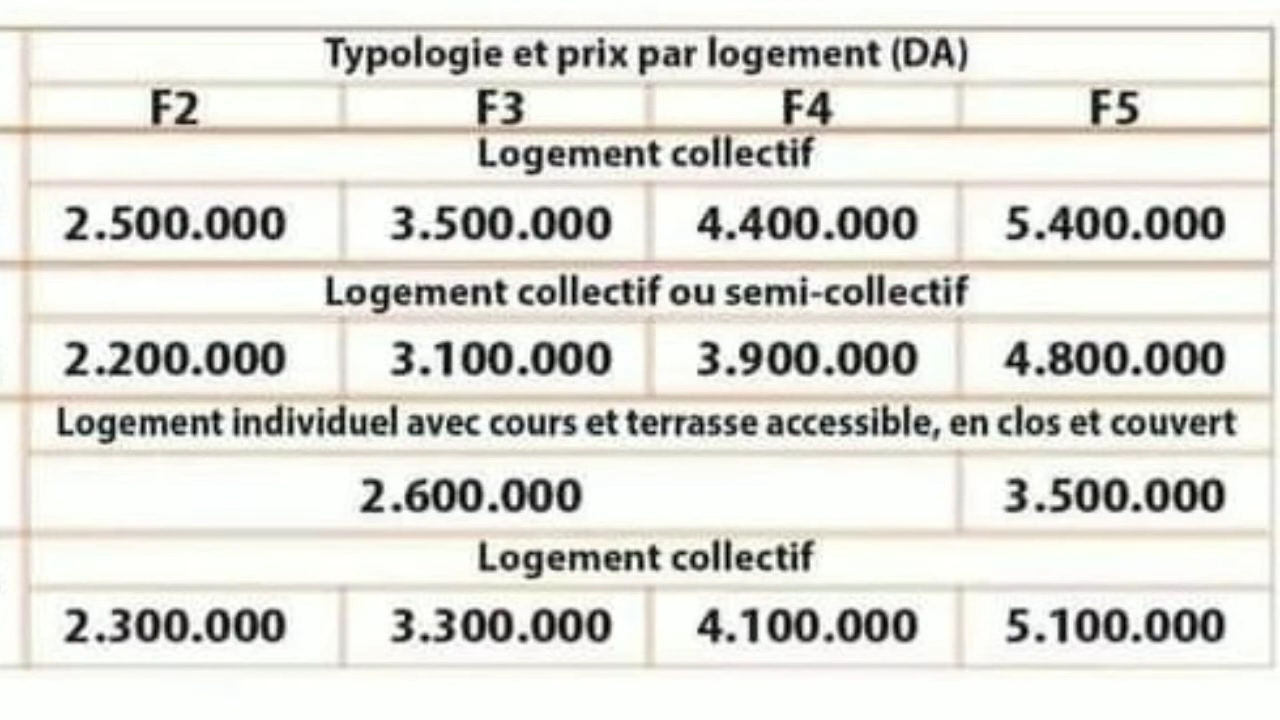 Typologie et prix par logement (DA)
F2 F3 F4 F5
Logement collectif
2.500.000 3.500.000 4.400.000 5.400.000
Logement collectif ou semi-collectif
2.200.000 3.100.000 3.900.000 4.800.000
Logement individuel avec cours et terrasse accessible, en clos et couvert
2.600.000 3.500.000
Logement collectif
2.300.000 3.300.000 4.100.000 5.100.000